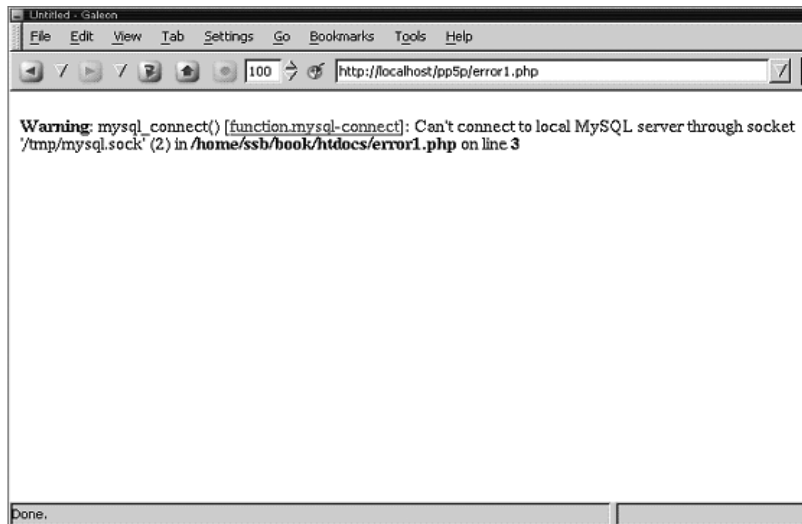 Untitled - Galeon
File Edit View Tab Settings Go Bookmarks Tools Help
100 http://localhost/pp5p/error1.php
Warning: mysql_connect() [function.mysql-connect]: Can't connect to local MySQL server through socket
'/tmp/mysql.sock' (2) in /home/ssb/book/htdocs/error1.php on line 3
Done.